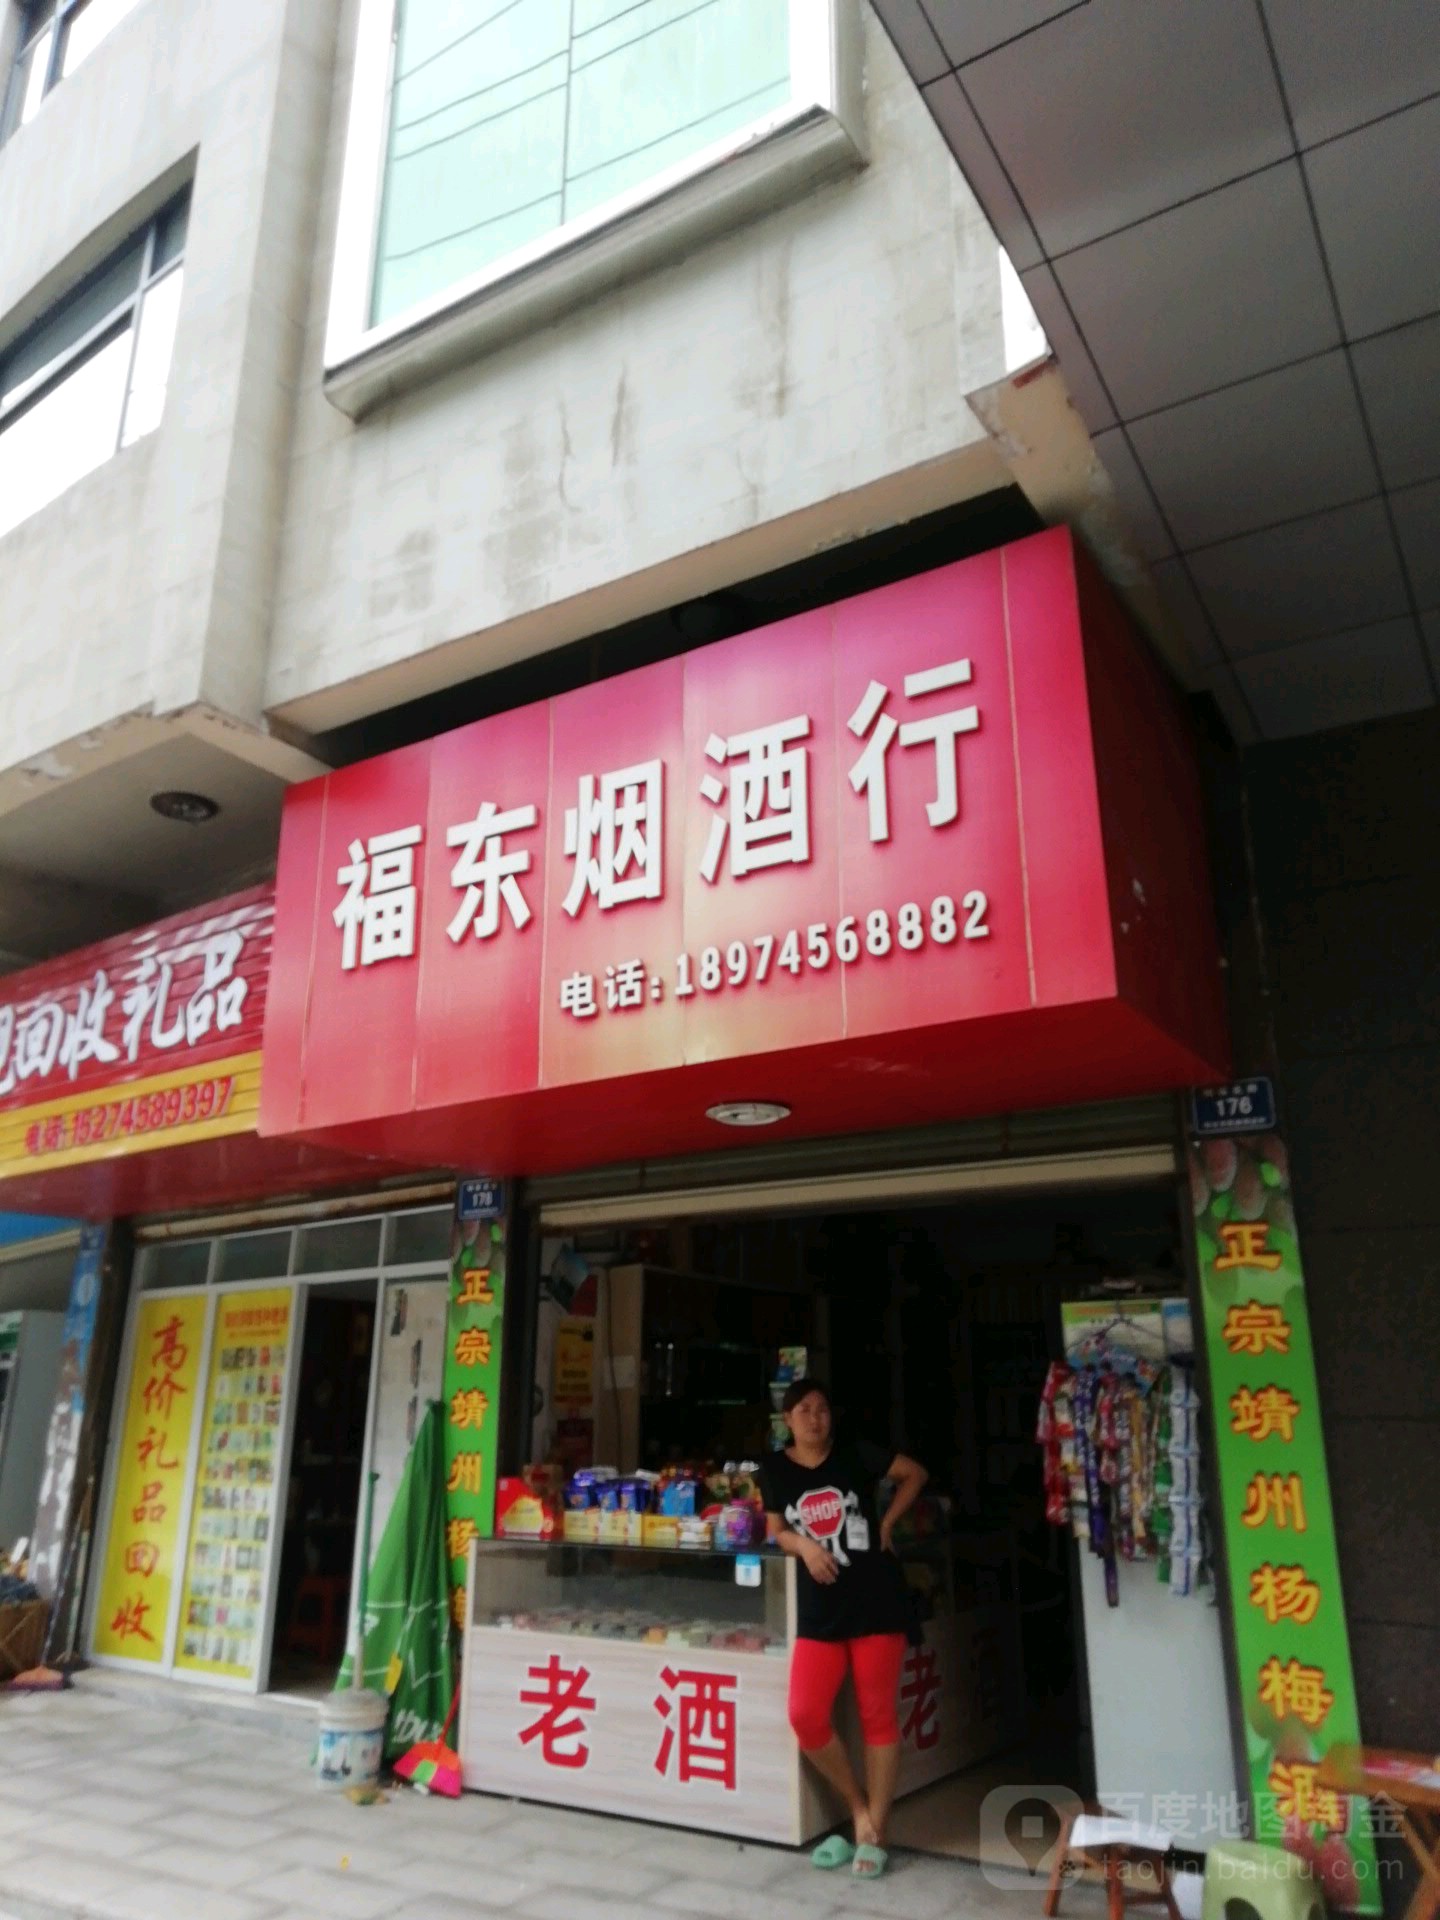 福东烟酒行
电话:18974568882
回收礼品
电话:15274589397
176
178
正宗靖州杨
正宗靖州杨梅酒
高价礼品回收
SHOP
老酒
老酒
百度地图淘金
taojin.baidu.com